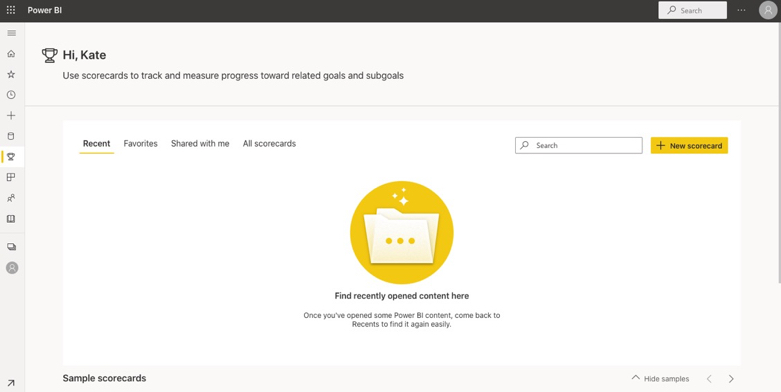 Power BI
Search
Hi, Kate
Use scorecards to track and measure progress toward related goals and subgoals
Recent
Favorites
Shared with me
All scorecards
Search
New scorecard
Find recently opened content here
Once you've opened some Power BI content, come back to
Recents to find it again easily.
Sample scorecards
Hide samples